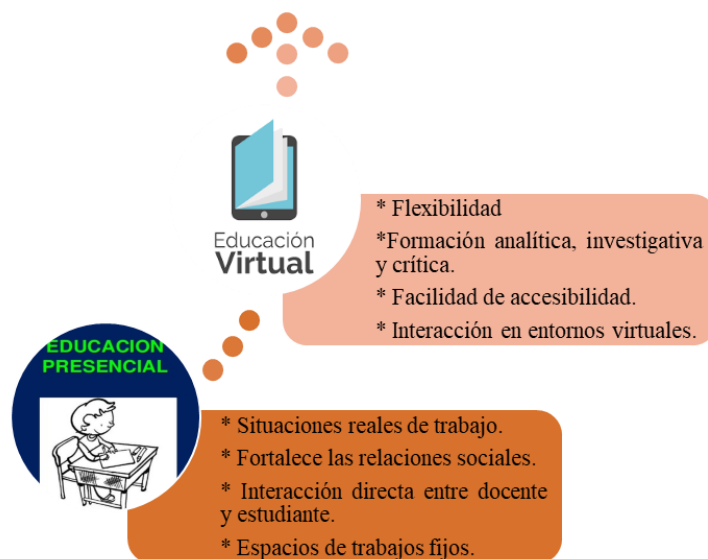 Educación
Virtual
* Flexibilidad
*Formación analítica, investigativa
y crítica.
* Facilidad de accesibilidad.
* Interacción en entornos virtuales.
EDUCACION
PRESENCIAL
* Situaciones reales de trabajo.
* Fortalece las relaciones sociales.
* Interacción directa entre docente
y estudiante.
* Espacios de trabajos fijos.